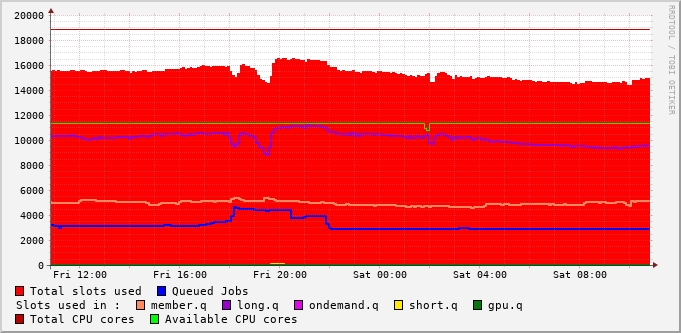 RRDTOOL / TOBI OETIKER
20000
18000
16000
14000
12000
10000
8000
6000
4000
2000
0
Fri 12:00 Fri 16:00 Fri 20:00 Sat 00:00 Sat 04:00 Sat 08:00
Total slots used Queued Jobs
Slots used in : member.q long.q ondemand.q short.q gpu.q
Total CPU cores Available CPU cores